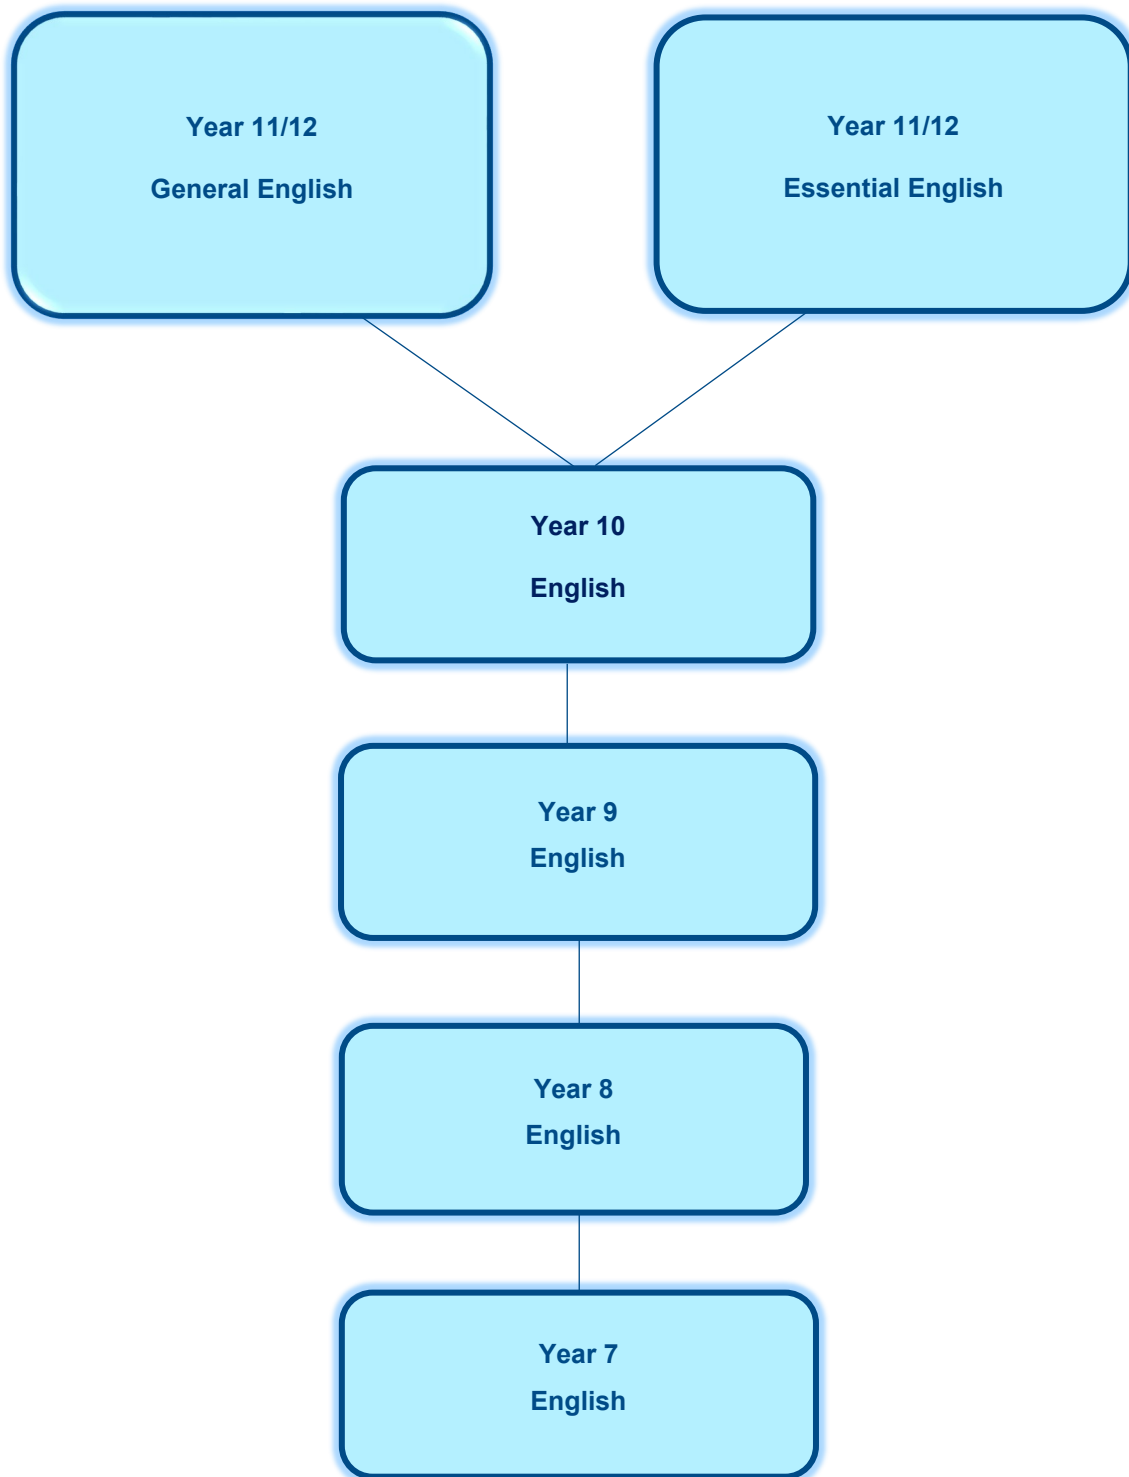 Year 11/12
General English
Year 11/12
Essential English
Year 10
English
Year 9
English
Year 8
English
Year 7
English